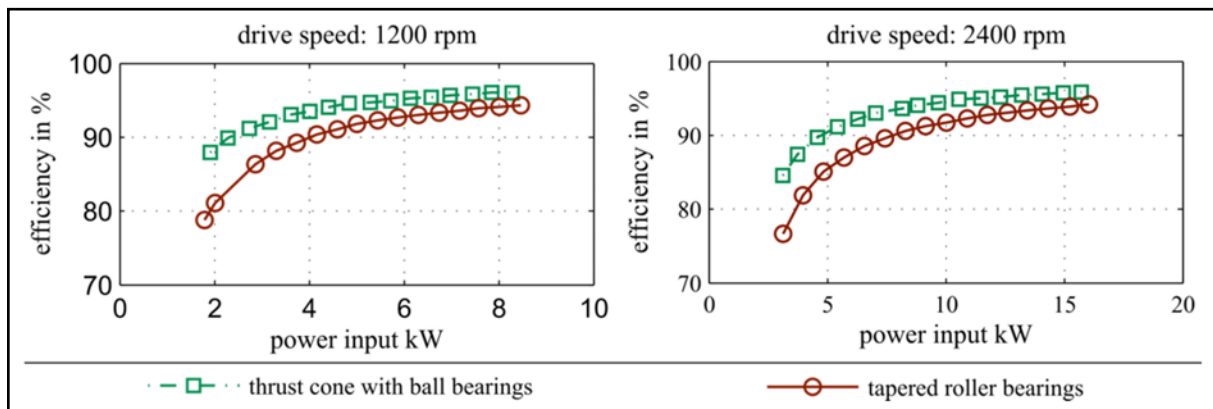 drive speed: 1200 rpm
efficiency in %
100
90
80
70
0
2
4
6
8
10
power input kW
drive speed: 2400 rpm
efficiency in %
100
90
80
70
0
5
10
15
20
power input kW
thrust cone with ball bearings
tapered roller bearings